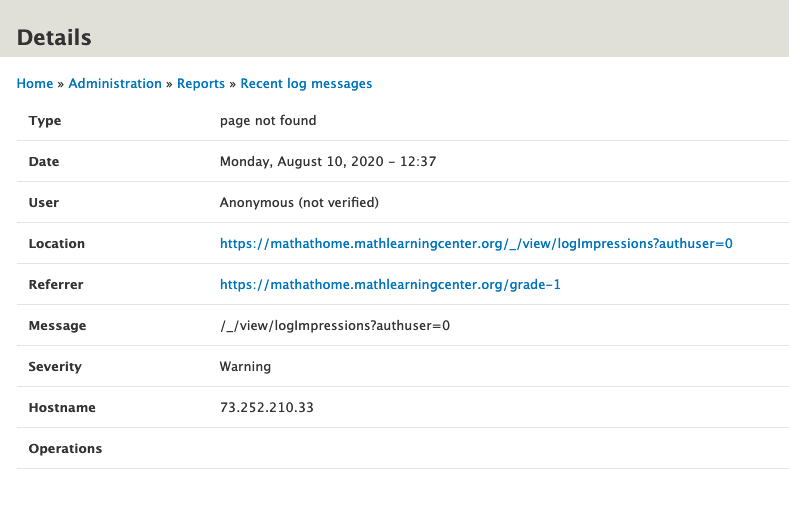 Details
Home » Administration » Reports » Recent log messages
Type page not found
Date Monday, August 10, 2020 - 12:37
User Anonymous (not verified)
Location https://mathathome.mathlearningcenter.org/_/view/logImpressions?authuser=0
Referrer https://mathathome.mathlearningcenter.org/grade-1
Message /_/view/logImpressions?authuser=0
Severity Warning
Hostname 73.252.210.33
Operations